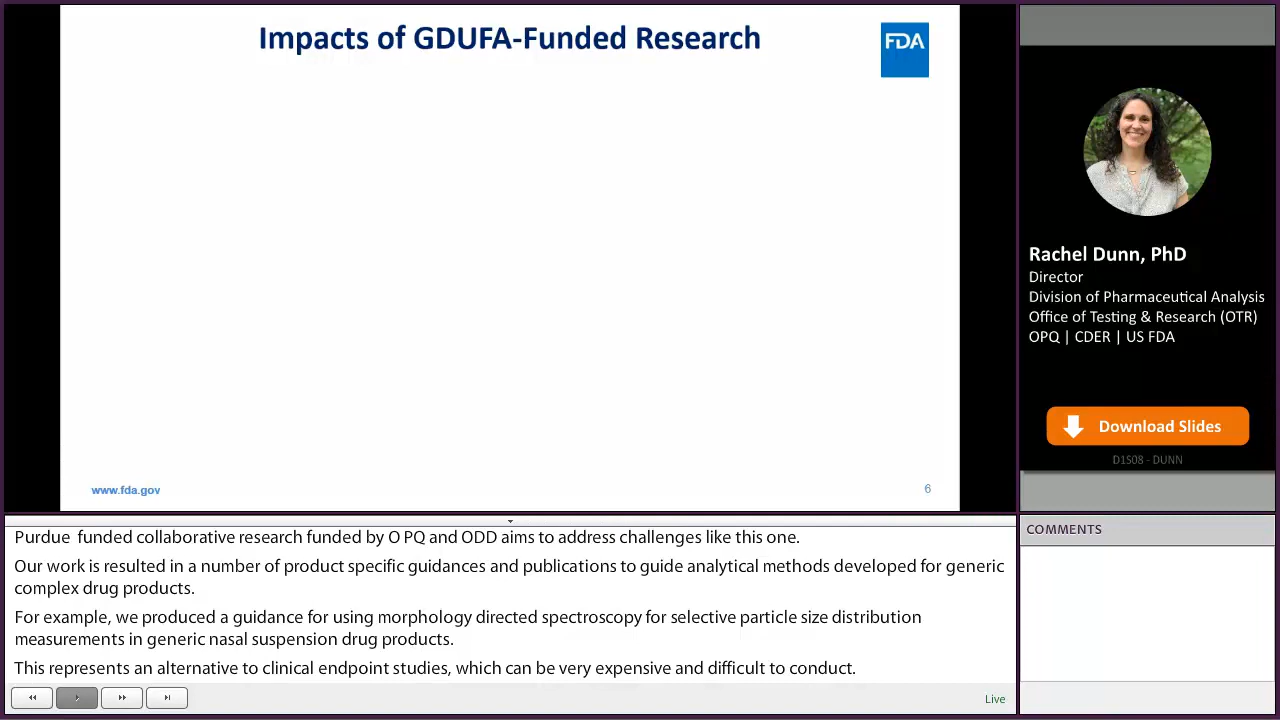 Impacts of GDUFA-Funded Research
FDA
www.fda.gov
6
Rachel Dunn, PhD
Director
Division of Pharmaceutical Analysis
Office of Testing & Research (OTR)
OPQ | CDER | US FDA
Download Slides
D1S08 - DUNN
Purdue  funded collaborative research funded by O PQ and ODD aims to address challenges like this one.
Our work is resulted in a number of product specific guidances and publications to guide analytical methods developed for generic
complex drug products.
For example, we produced a guidance for using morphology directed spectroscopy for selective particle size distribution
measurements in generic nasal suspension drug products.
This represents an alternative to clinical endpoint studies, which can be very expensive and difficult to conduct.
Live
COMMENTS